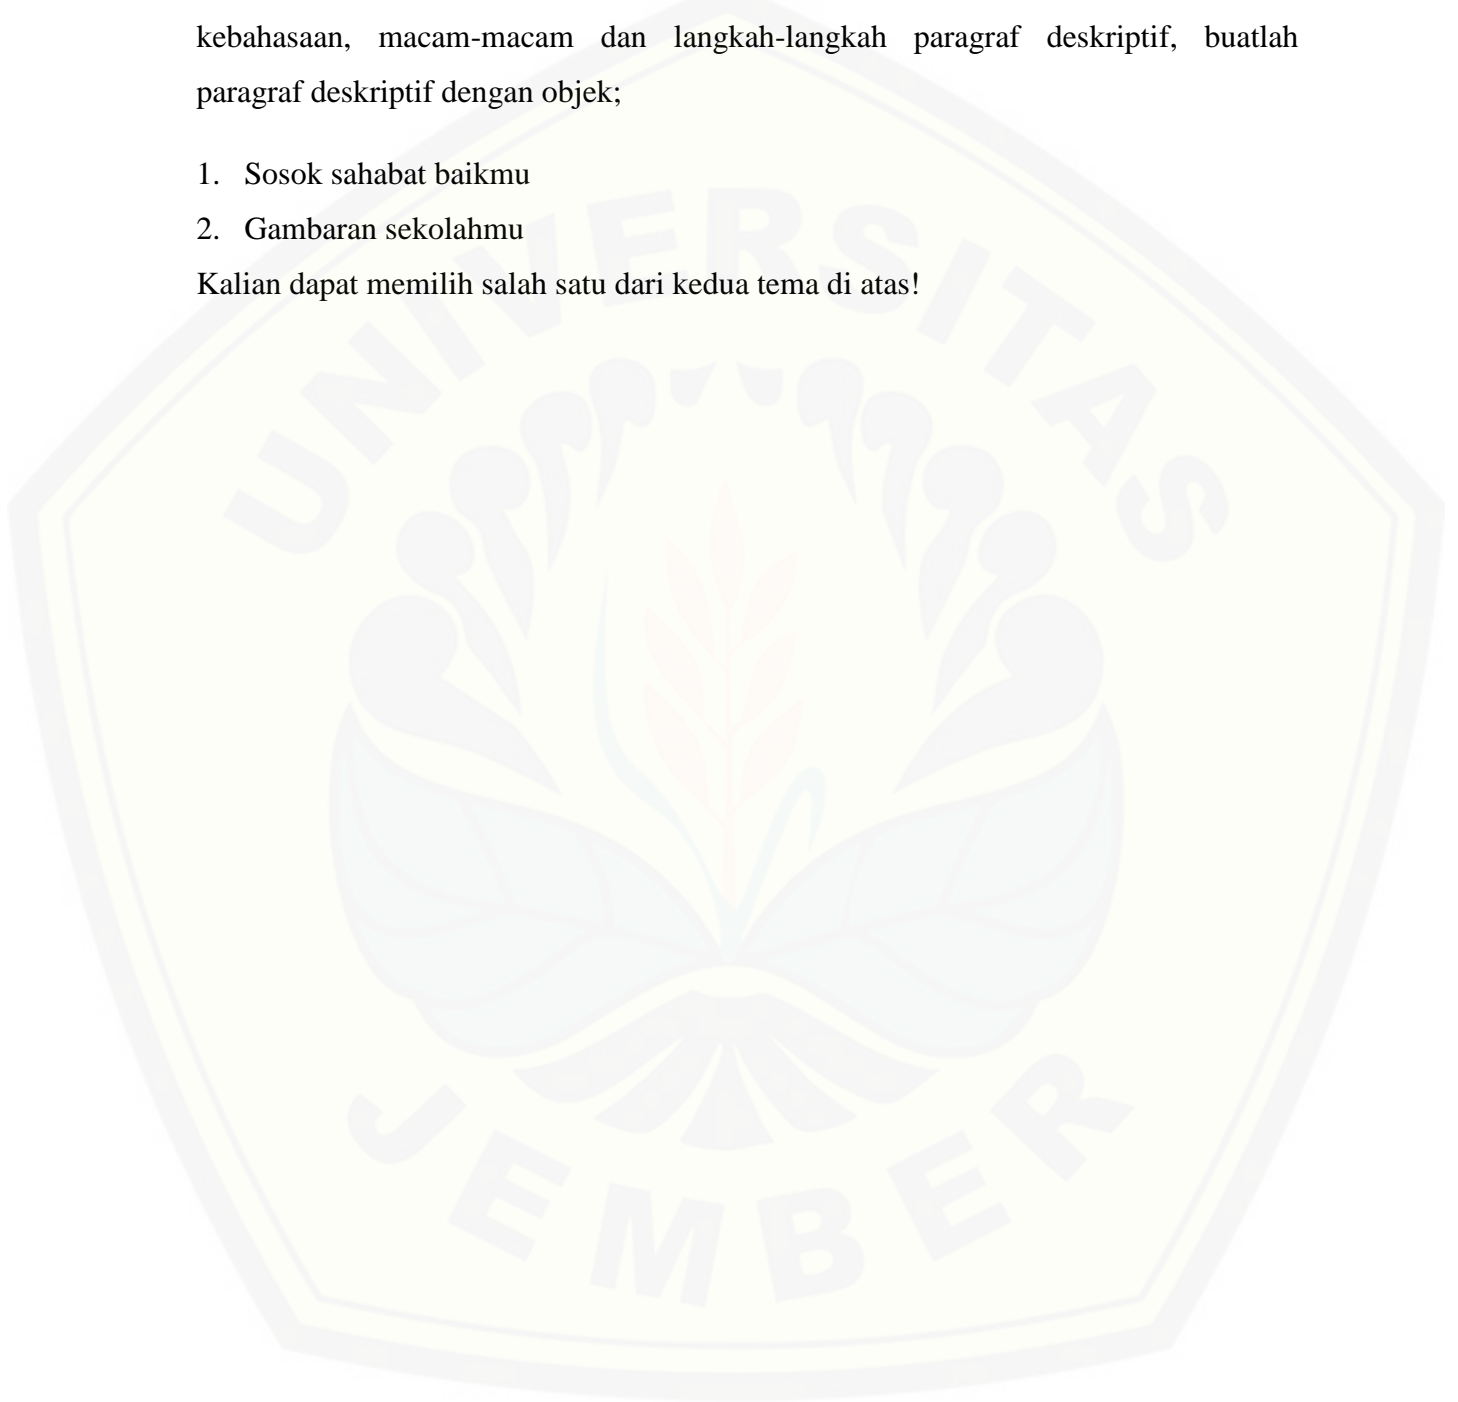 kebahasaan, macam-macam dan langkah-langkah paragraf deskriptif, buatlah
paragraf deskriptif dengan objek;
1. Sosok sahabat baikmu
2. Gambaran sekolahmu
Kalian dapat memilih salah satu dari kedua tema di atas!
UNIVERSITAS
JEMBER